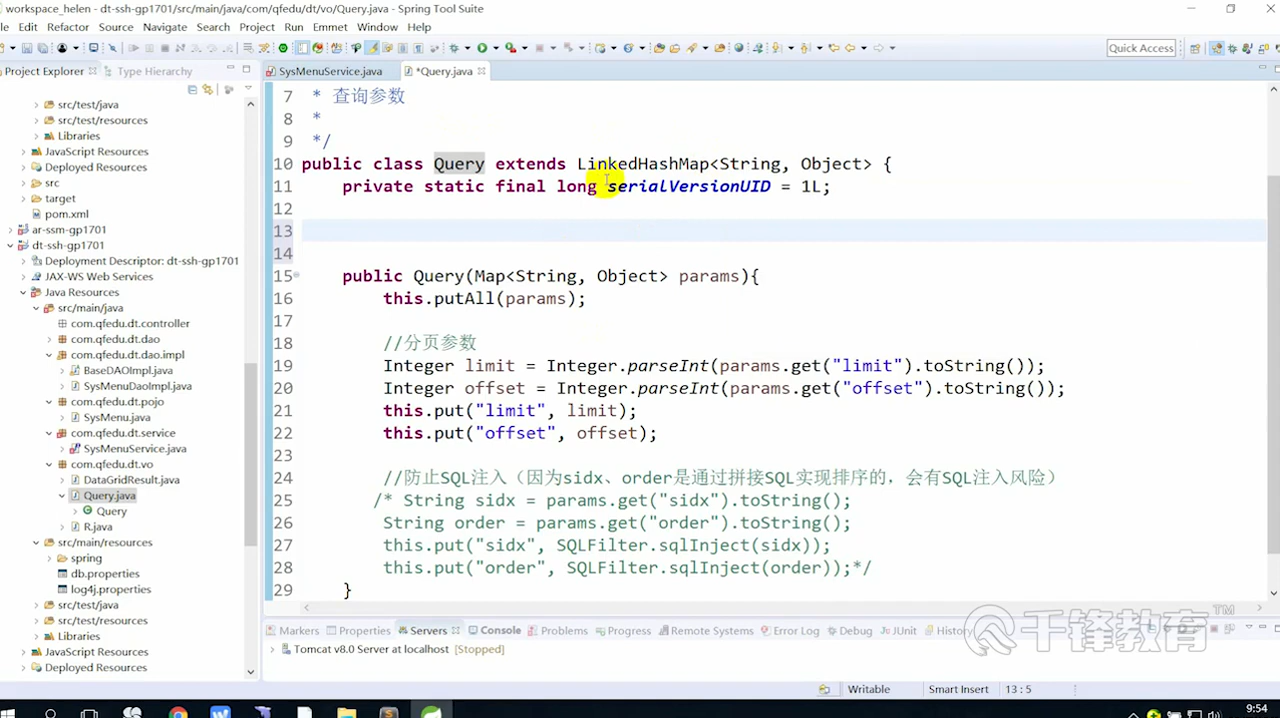 workspace_helen - dt-ssh-gp1701/src/main/java/com/qfedu/dt/vo/Query.java - Spring Tool Suite
Edit Refactor Source Navigate Search Project Run Emmet Window Help
Quick Access
Project Explorer Type Hierarchy
SysMenuService.java *Query.java
src/test/java
src/test/resources
Libraries
JavaScript Resources
Deployed Resources
src
target
pom.xml
ar-ssm-gp1701
dt-ssh-gp1701
Deployment Descriptor: dt-ssh-gp1701
JAX-WS Web Services
Java Resources
src/main/java
com.qfedu.dt.controller
com.qfedu.dt.dao
com.qfedu.dt.dao.impl
BaseDAOImpl.java
SysMenuDaoImpl.java
com.qfedu.dt.pojo
SysMenu.java
com.qfedu.dt.service
SysMenuService.java
com.qfedu.dt.vo
DataGridResult.java
Query.java
Query
R.java
src/main/resources
spring
db.properties
log4j.properties
src/test/java
src/test/resources
Libraries
JavaScript Resources
Deployed Resources
7 * 查询参数
8 *
9 */
10 public class Query extends LinkedHashMap<String, Object> {
11 private static final long serialVersionUID = 1L;
12
13
14
15 public Query(Map<String, Object> params){
16 this.putAll(params);
17
18 //分页参数
19 Integer limit = Integer.parseInt(params.get("limit").toString());
20 Integer offset = Integer.parseInt(params.get("offset").toString());
21 this.put("limit", limit);
22 this.put("offset", offset);
23
24 //防止SQL注入（因为sidx、order是通过拼接SQL实现排序的，会有SQL注入风险）
25 /* String sidx = params.get("sidx").toString();
26 String order = params.get("order").toString();
27 this.put("sidx", SQLFilter.sqlInject(sidx));
28 this.put("order", SQLFilter.sqlInject(order));*/
29 }
Markers Properties Servers Console Problems Progress Remote Systems Error Log Debug JUnit History
Tomcat v8.0 Server at localhost [Stopped]
千锋教育™
Writable Smart Insert 13 : 5
9:54